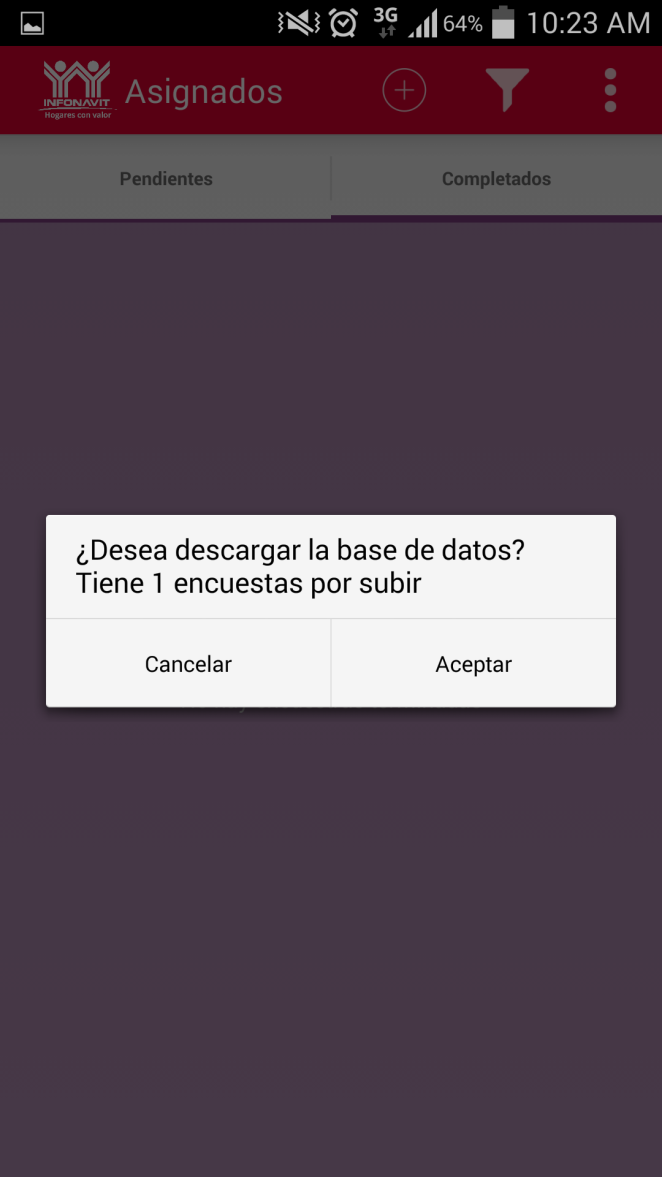 3G
64%
10:23 AM
INFONAVIT
Hogares con valor
Asignados
Pendientes
Completados
¿Desea descargar la base de datos?
Tiene 1 encuestas por subir
Cancelar
Aceptar